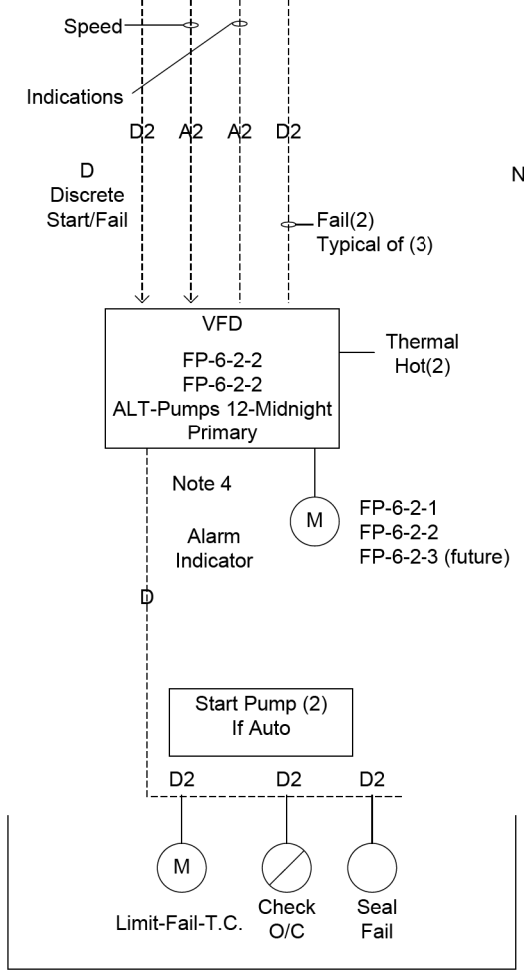 Speed
Indications
D2 A2 A2 D2
D
Discrete
Start/Fail
N
Fail(2)
Typical of (3)
VFD
FP-6-2-2
FP-6-2-2
ALT-Pumps 12-Midnight
Primary
Thermal
Hot(2)
Note 4
Alarm
Indicator
M
FP-6-2-1
FP-6-2-2
FP-6-2-3 (future)
D
Start Pump (2)
If Auto
D2 D2 D2
M
Limit-Fail-T.C.
Check
O/C
Seal
Fail